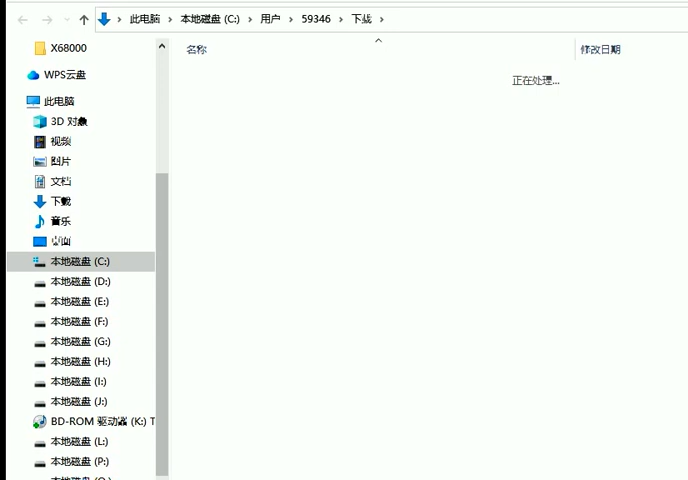 此电脑 > 本地磁盘 (C:) > 用户 > 59346 > 下载 >
名称 修改日期
正在处理...
X68000
WPS云盘
此电脑
3D 对象
视频
图片
文档
下载
音乐
桌面
本地磁盘 (C:)
本地磁盘 (D:)
本地磁盘 (E:)
本地磁盘 (F:)
本地磁盘 (G:)
本地磁盘 (H:)
本地磁盘 (I:)
本地磁盘 (J:)
BD-ROM 驱动器 (K:) T
本地磁盘 (L:)
本地磁盘 (P:)